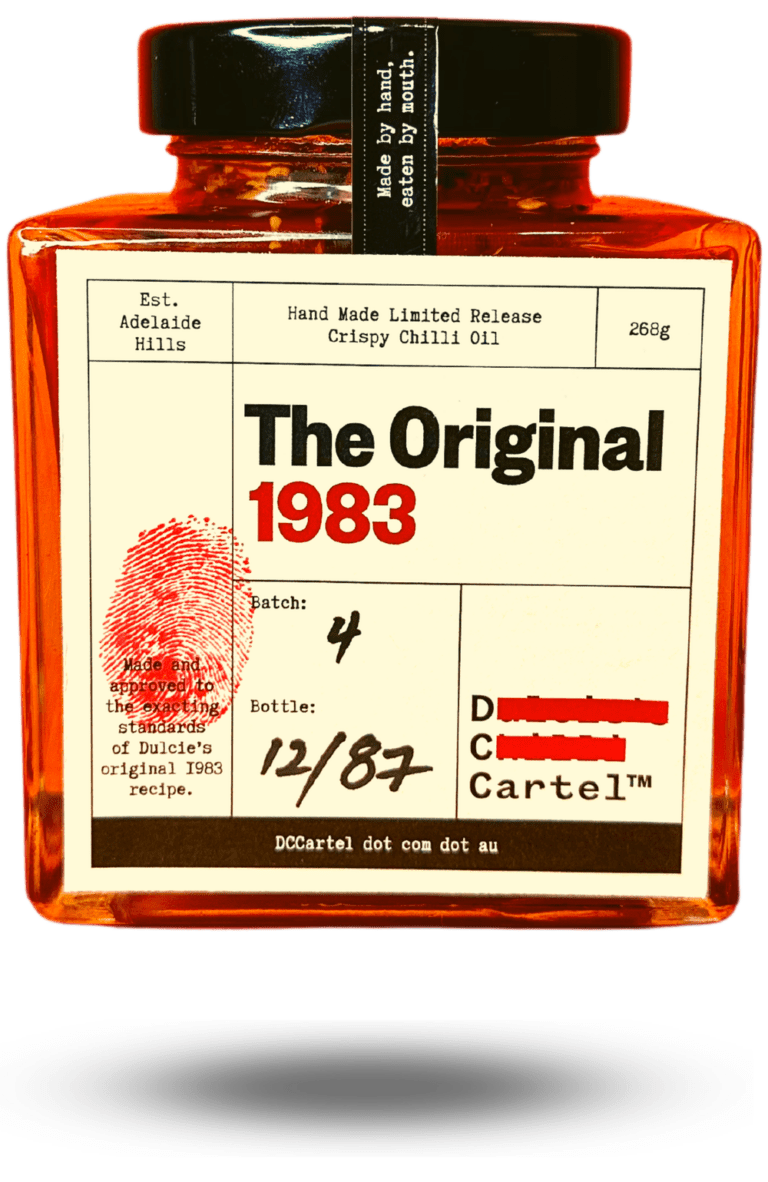 Made by hand,
eaten by mouth.
Est.
Adelaide
Hills
Hand Made Limited Release
Crispy Chilli Oil
268g
The Original
1983
Made and
approved to
the exacting
standards
of Dulcie's
original 1983
recipe.
Batch:
4
Bottle:
12/87
D
C
Cartel™
DCCartel dot com dot au